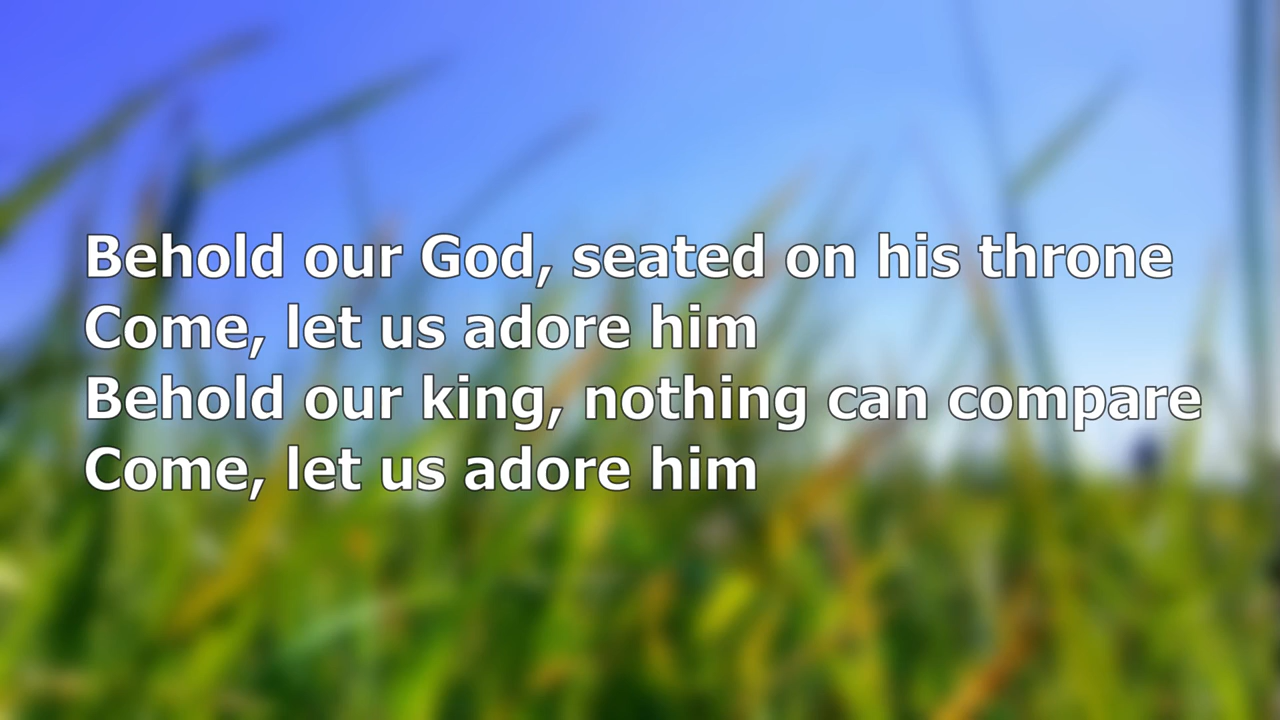 Behold our God, seated on his throne
Come, let us adore him
Behold our king, nothing can compare
Come, let us adore him